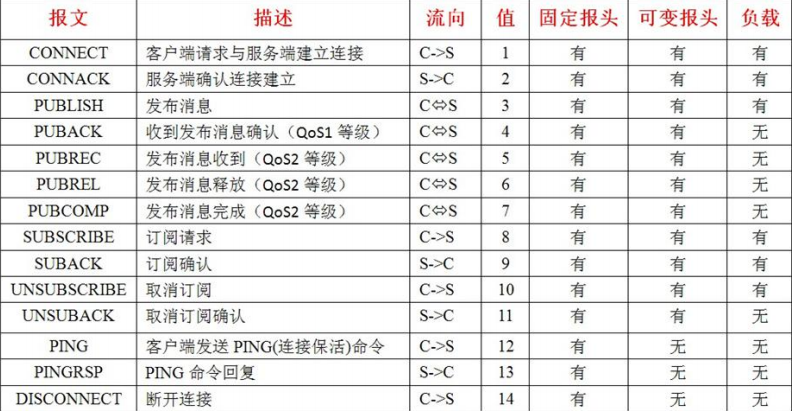 报文 描述 流向 值 固定报头 可变报头 负载
CONNECT 客户端请求与服务端建立连接 C->S 1 有 有 有
CONNACK 服务端确认连接建立 S->C 2 有 有 有
PUBLISH 发布消息 C⇔S 3 有 有 有
PUBACK 收到发布消息确认（QoS1 等级） C⇔S 4 有 有 无
PUBREC 发布消息收到（QoS2 等级） C⇔S 5 有 有 无
PUBREL 发布消息释放（QoS2 等级） C⇔S 6 有 有 无
PUBCOMP 发布消息完成（QoS2 等级） C⇔S 7 有 有 无
SUBSCRIBE 订阅请求 C->S 8 有 有 有
SUBACK 订阅确认 S->C 9 有 有 有
UNSUBSCRIBE 取消订阅 C->S 10 有 有 有
UNSUBACK 取消订阅确认 S->C 11 有 有 无
PING 客户端发送 PING(连接保活)命令 C->S 12 有 无 无
PINGRSP PING 命令回复 S->C 13 有 无 无
DISCONNECT 断开连接 C->S 14 有 无 无